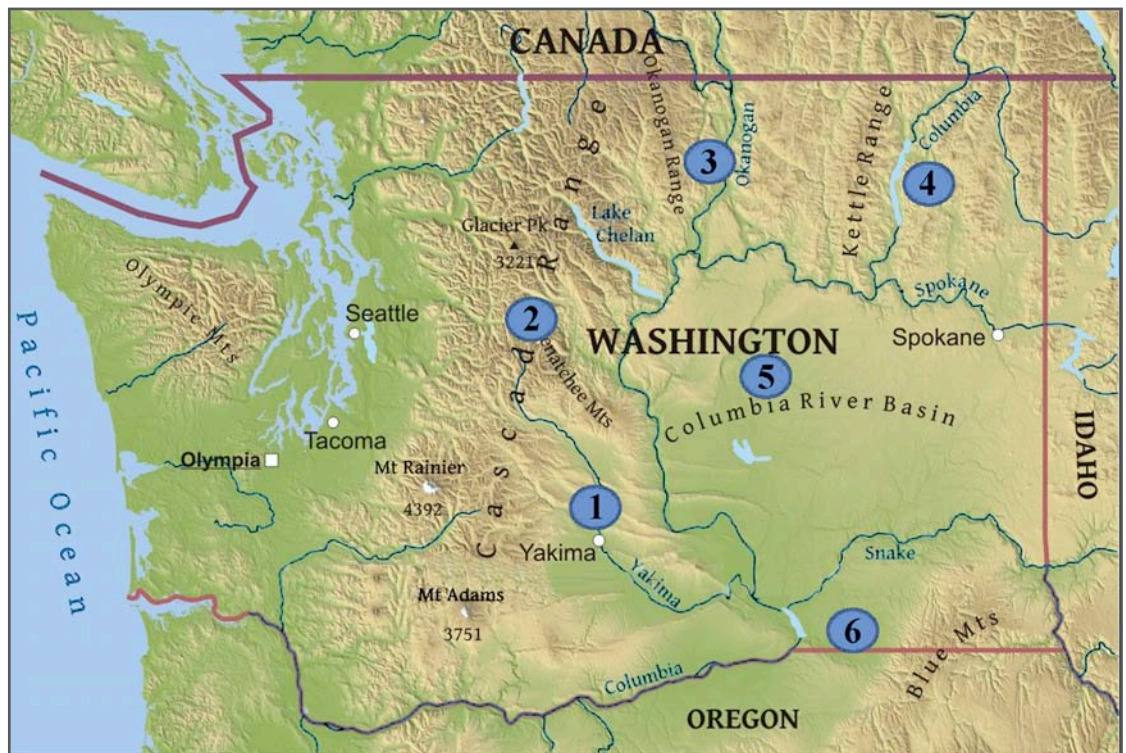 CANADA
Okanogan Range
Okanogan
Kettle Range
Columbia
3
4
Glacier Pk
3221
Lake
Chelan
Cascade Range
Olympic Mts
Seattle
2
enatchee Mts
WASHINGTON
Spokane
Spokane
5
Columbia River Basin
Pacific Ocean
Tacoma
Olympia
Mt Rainier
4392
IDAHO
1
Yakima
Yakima
Snake
Mt Adams
3751
6
Blue Mts
Columbia
OREGON